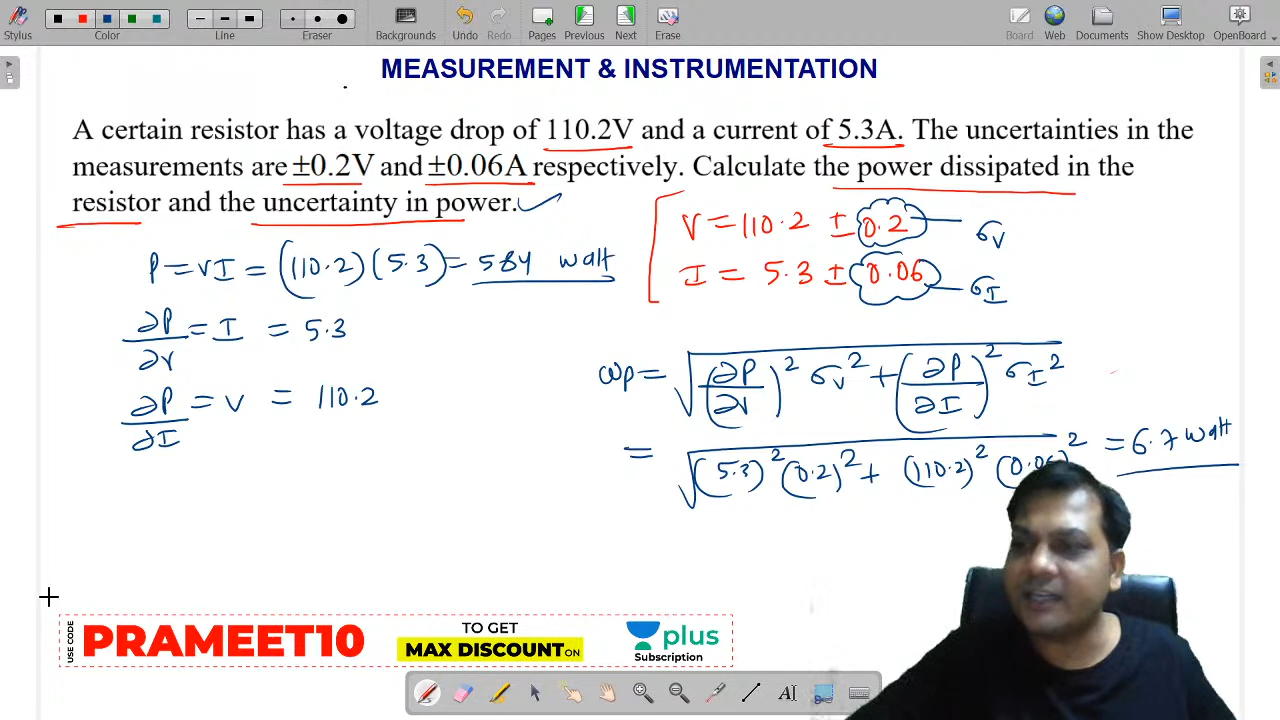 Stylus
Color
Line
Eraser
Backgrounds
Undo
Redo
Pages
Previous
Next
Erase
Board
Web
Documents
Show Desktop
OpenBoard
MEASUREMENT & INSTRUMENTATION
A certain resistor has a voltage drop of 110.2V and a current of 5.3A. The uncertainties in the
measurements are ±0.2V and ±0.06A respectively. Calculate the power dissipated in the
resistor and the uncertainty in power.
V = 110.2 ± 0.2 σV
I = 5.3 ± 0.06 σI
P = VI = (110.2)(5.3) = 584 watt
∂P/∂V = I = 5.3
∂P/∂I = V = 110.2
ωP = √((∂P/∂V)² σV² + (∂P/∂I)² σI²)
= √((5.3)² (0.2)² + (110.2)² (0.06)²) = 6.7 watt
USE CODE
PRAMEET10
TO GET
MAX DISCOUNT ON
plus
Subscription
AI